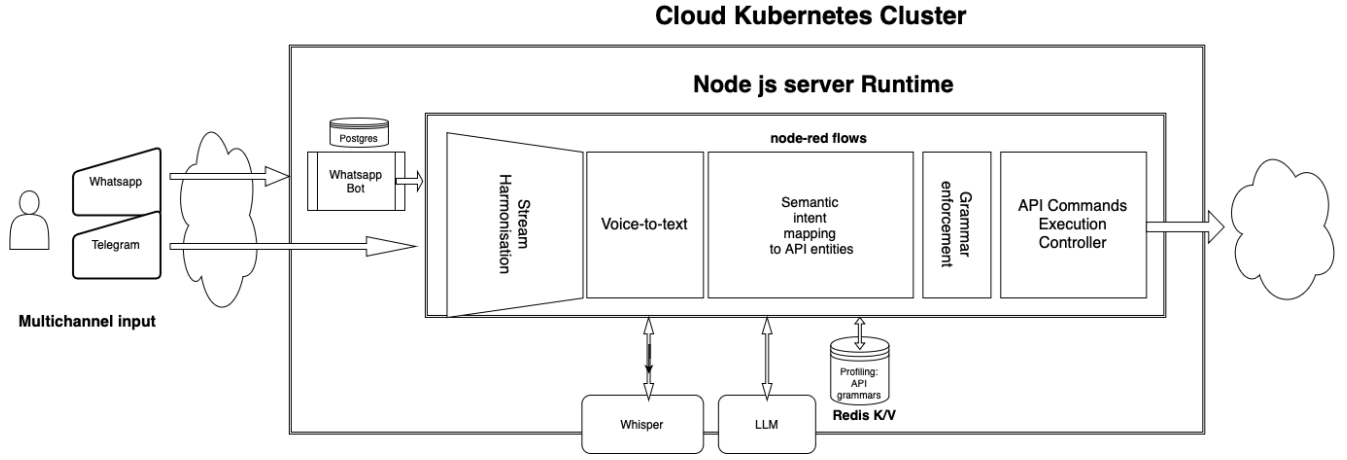 Cloud Kubernetes Cluster
Node js server Runtime
node-red flows
Postgres
Whatsapp
Bot
Whatsapp
Telegram
Multichannel input
Stream
Harmonisation
Voice-to-text
Semantic
intent
mapping
to API entities
Grammar
enforcement
API Commands
Execution
Controller
Whisper
LLM
Profiling:
API
grammars
Redis K/V